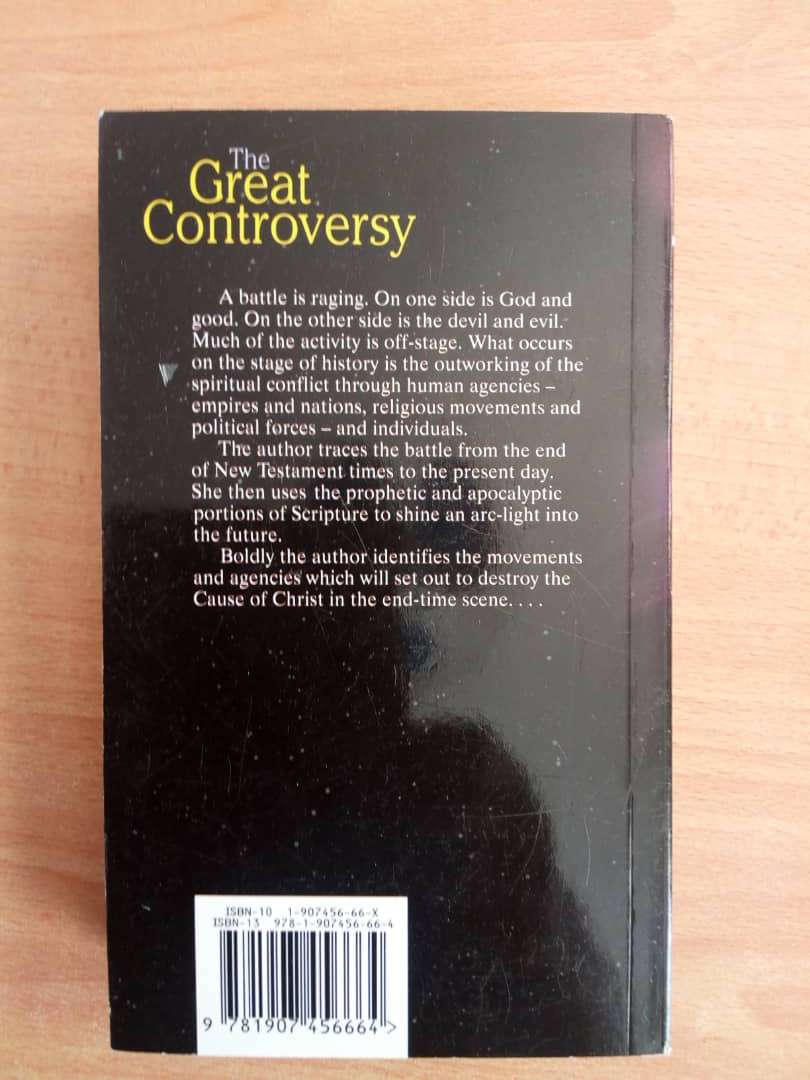 The
Great
Controversy
A battle is raging. On one side is God and
good. On the other side is the devil and evil.
Much of the activity is off-stage. What occurs
on the stage of history is the outworking of the
spiritual conflict through human agencies –
empires and nations, religious movements and
political forces – and individuals.
The author traces the battle from the end
of New Testament times to the present day.
She then uses the prophetic and apocalyptic
portions of Scripture to shine an arc-light into
the future.
Boldly the author identifies the movements
and agencies which will set out to destroy the
Cause of Christ in the end-time scene. . . .
ISBN-10 1-907456-66-X
ISBN-13 978-1-907456-66-4
9 781907 456664 >